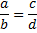 a/b = c/d